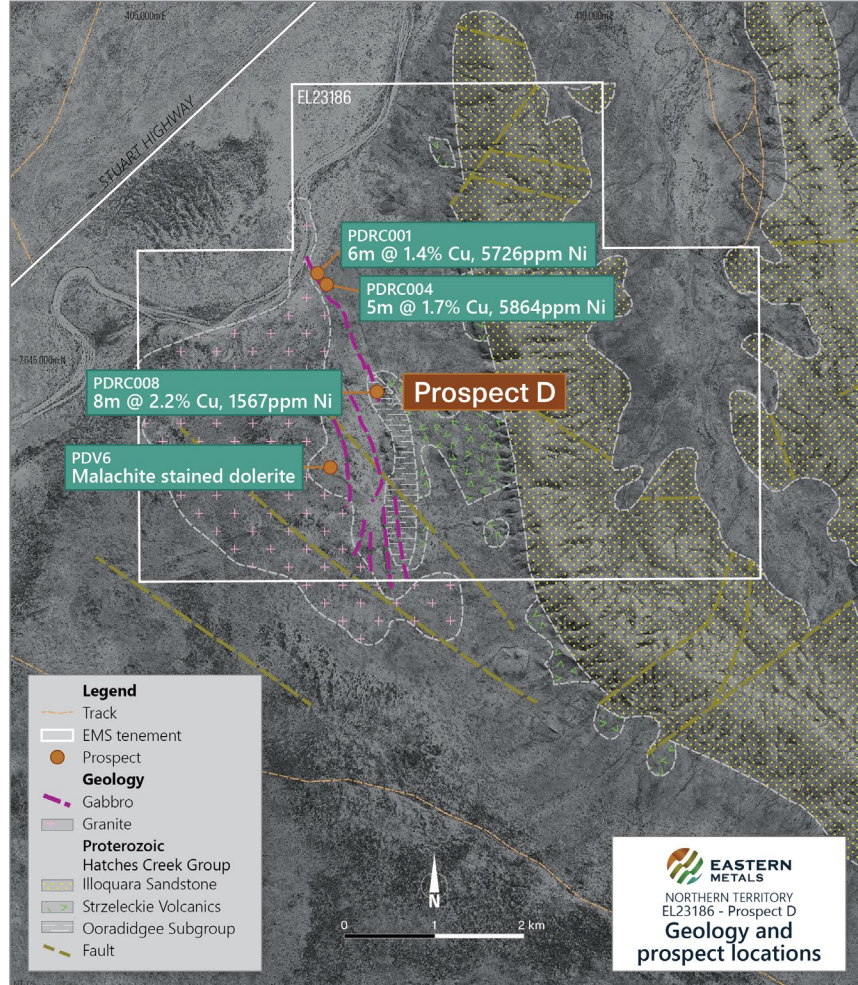 405,000mE
410,000mE
EL23186
STUART HIGHWAY
PDRC001
6m @ 1.4% Cu, 5726ppm Ni
PDRC004
5m @ 1.7% Cu, 5864ppm Ni
7,645,000mN
PDRC008
8m @ 2.2% Cu, 1567ppm Ni
Prospect D
PDV6
Malachite stained dolerite
Legend
Track
EMS tenement
Prospect
Geology
Gabbro
Granite
Proterozoic
Hatches Creek Group
Illoquara Sandstone
Strzeleckie Volcanics
Ooradidgee Subgroup
Fault
N
0 1 2 km
EASTERN
METALS
NORTHERN TERRITORY
EL23186 - Prospect D
Geology and
prospect locations